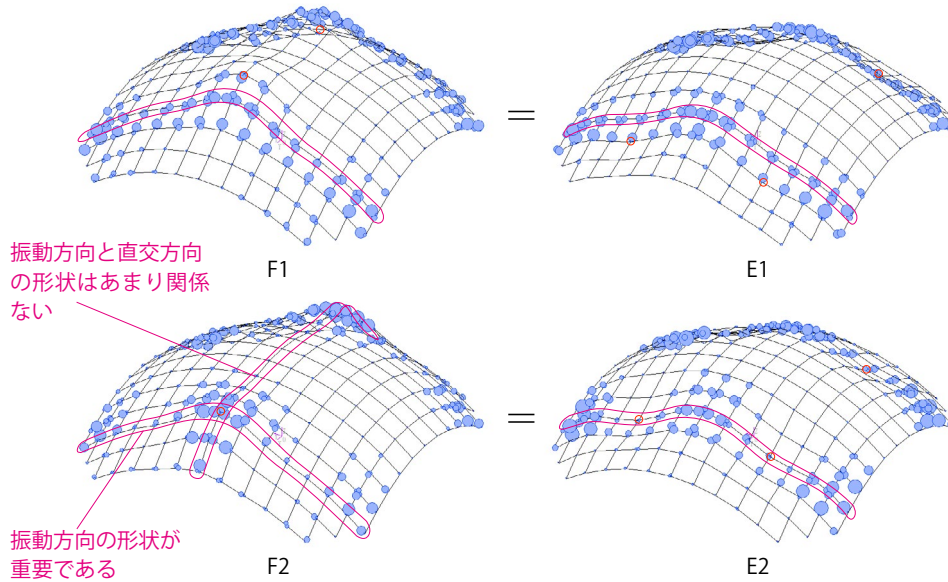 =
F1
E1
振動方向と直交方向
の形状はあまり関係
ない
=
振動方向の形状が
重要である
F2
E2